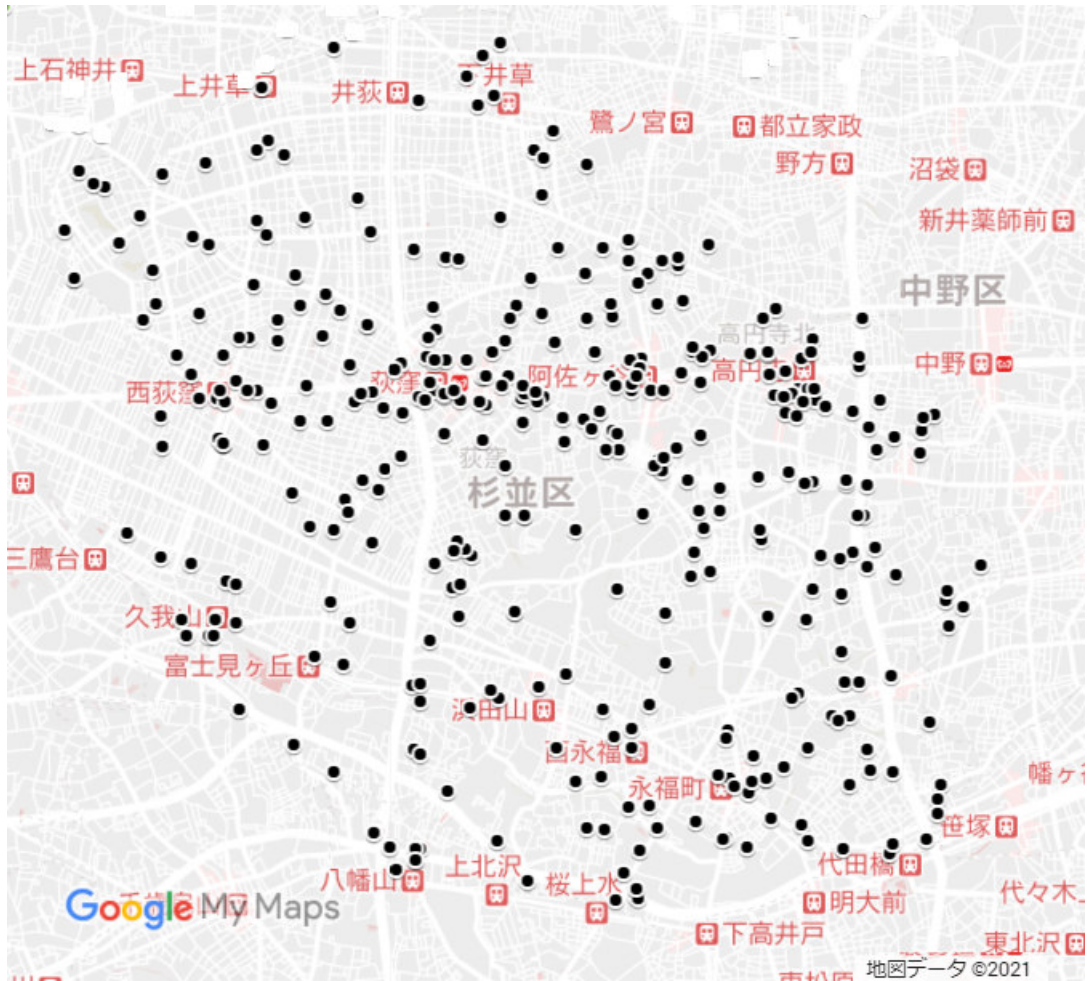 上石神井
上井草
井荻
下井草
鷺ノ宮
都立家政
野方
沼袋
新井薬師前
中野区
高円寺北
中野
西荻窪
荻窪
阿佐ヶ谷
高円寺
荻窪
杉並区
三鷹台
久我山
富士見ヶ丘
浜田山
西永福
永福町
幡ヶ谷
笹塚
代田橋
八幡山
上北沢
桜上水
明大前
代々木上
下高井戸
東北沢
Google My Maps
地図データ ©2021